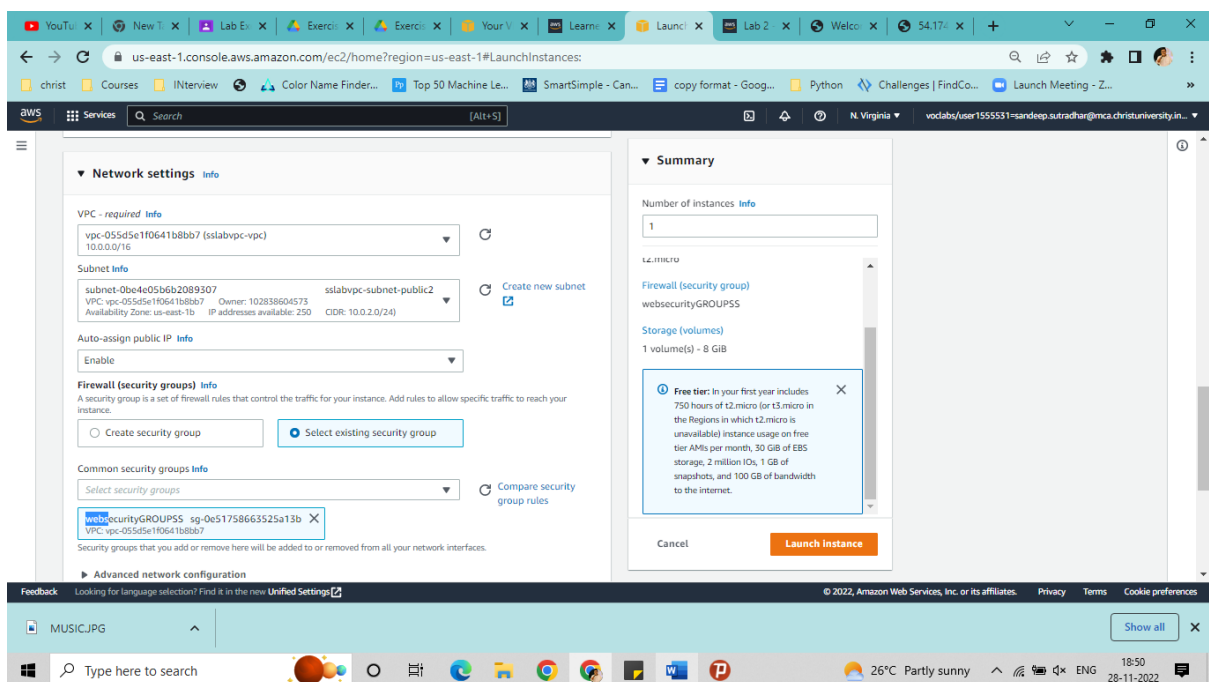 YouTu
New Ta
Lab Ex
Exercis
Exercis
Your V
Learne
Launcl
Lab 2 -
Welcor
54.174
us-east-1.console.aws.amazon.com/ec2/home?region=us-east-1#LaunchInstances:
christ
Courses
INterview
Color Name Finder...
Top 50 Machine Le...
SmartSimple - Can...
copy format - Goog...
Python
Challenges | FindCo...
Launch Meeting - Z...
aws
Services
Search
[Alt+S]
N. Virginia
voclabs/user1555531=sandeep.sutradhar@mca.christuniversity.in...
Network settings Info
VPC - required Info
vpc-055d5e1f0641b8bb7 (sslabvpc-vpc)
10.0.0.0/16
Subnet Info
subnet-0be4e05b6b2089307 sslabvpc-subnet-public2
VPC: vpc-055d5e1f0641b8bb7 Owner: 102838604573
Availability Zone: us-east-1b IP addresses available: 250 CIDR: 10.0.2.0/24)
Create new subnet
Auto-assign public IP Info
Enable
Firewall (security groups) Info
A security group is a set of firewall rules that control the traffic for your instance. Add rules to allow specific traffic to reach your
instance.
Create security group
Select existing security group
Common security groups Info
Select security groups
Compare security
group rules
websecurityGROUPSS sg-0e51758663525a13b
VPC: vpc-055d5e1f0641b8bb7
Security groups that you add or remove here will be added to or removed from all your network interfaces.
Advanced network configuration
Summary
Number of instances Info
1
t2.micro
Firewall (security group)
websecurityGROUPSS
Storage (volumes)
1 volume(s) - 8 GiB
Free tier: In your first year includes
750 hours of t2.micro (or t3.micro in
the Regions in which t2.micro is
unavailable) instance usage on free
tier AMIs per month, 30 GiB of EBS
storage, 2 million IOs, 1 GB of
snapshots, and 100 GB of bandwidth
to the internet.
Cancel
Launch instance
Feedback
Looking for language selection? Find it in the new Unified Settings
© 2022, Amazon Web Services, Inc. or its affiliates.
Privacy
Terms
Cookie preferences
MUSIC.JPG
Show all
Type here to search
26°C Partly sunny
ENG
18:50
28-11-2022